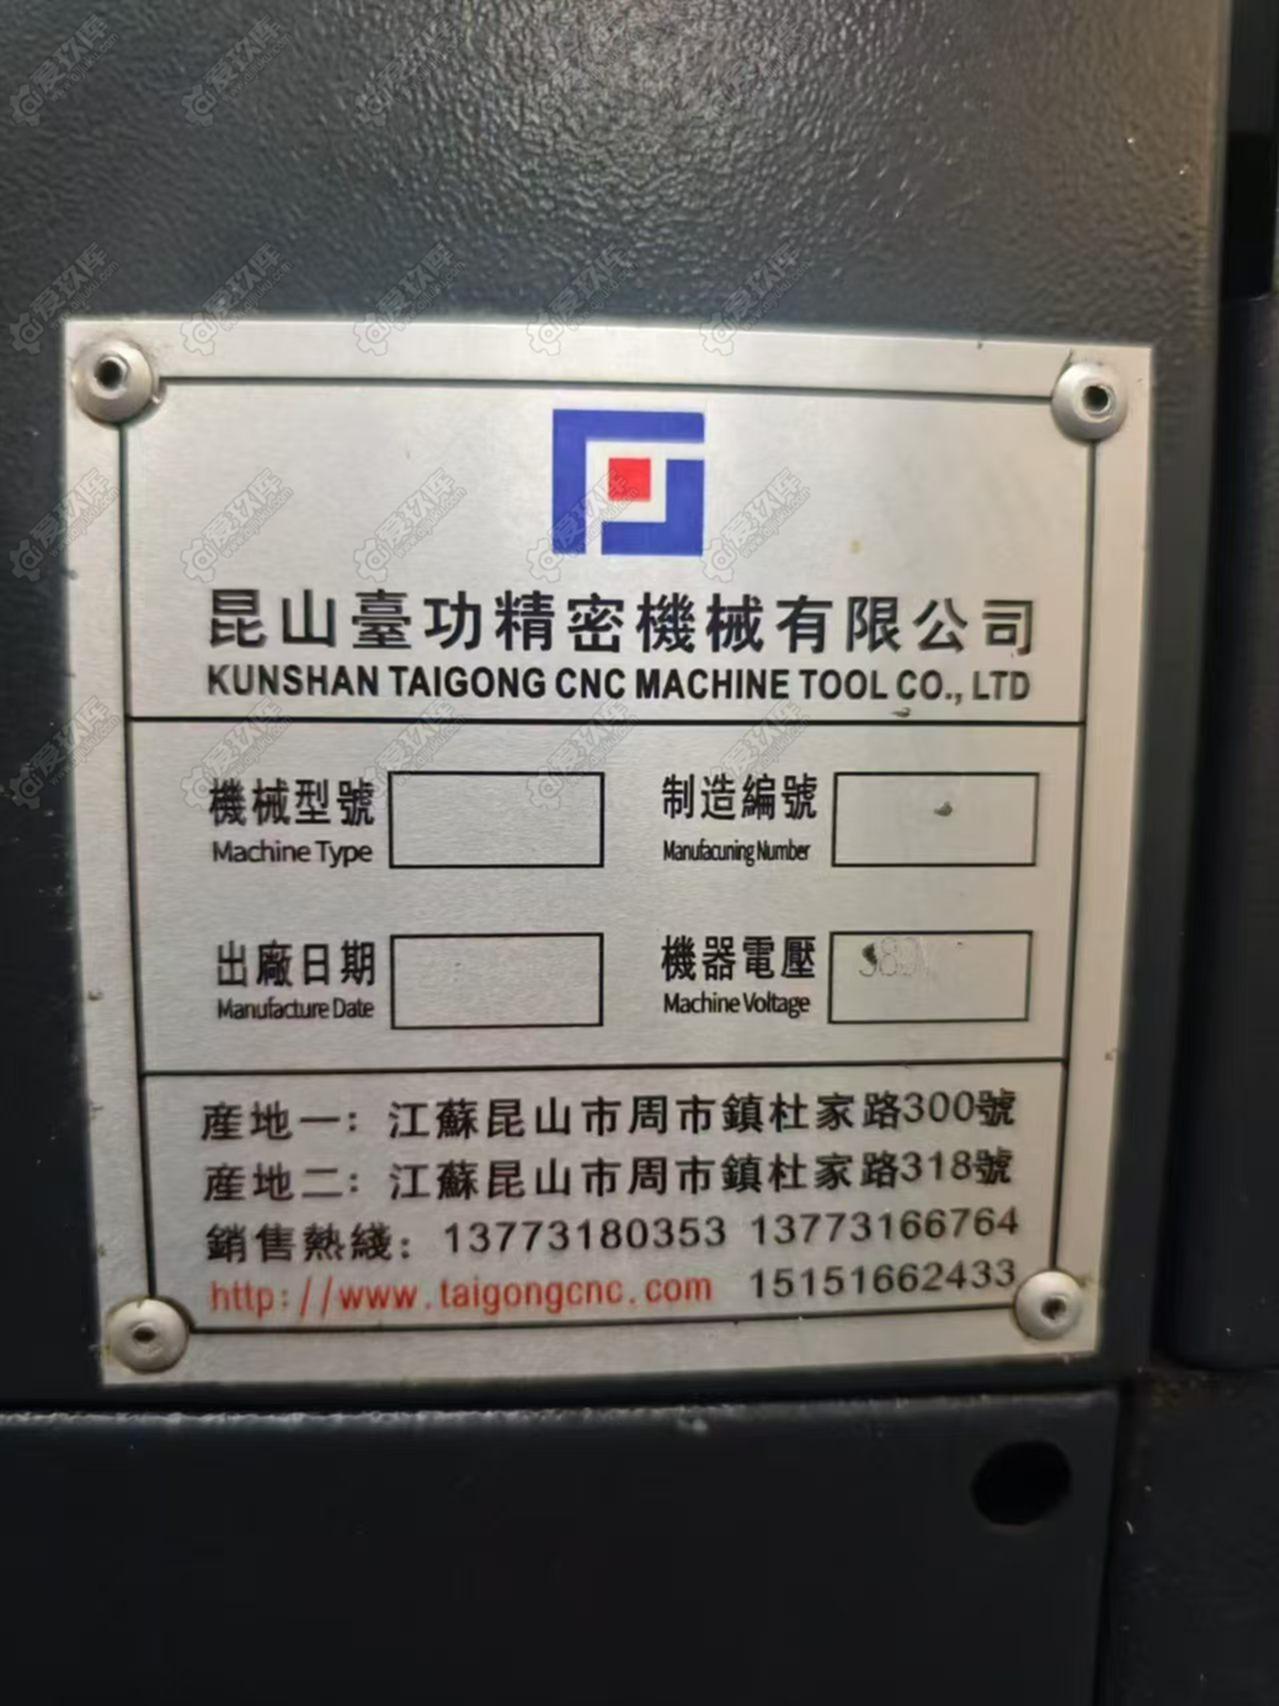 昆山臺功精密機械有限公司
KUNSHAN TAIGONG CNC MACHINE TOOL CO., LTD
機械型號
Machine Type
制造編號
Manufacuning Number
出廠日期
Manufacture Date
機器電壓
Machine Voltage
380V
産地一：江蘇昆山市周市鎮杜家路300號
産地二：江蘇昆山市周市鎮杜家路318號
銷售熱綫：13773180353 13773166764
http://www.taigongcnc.com 15151662433